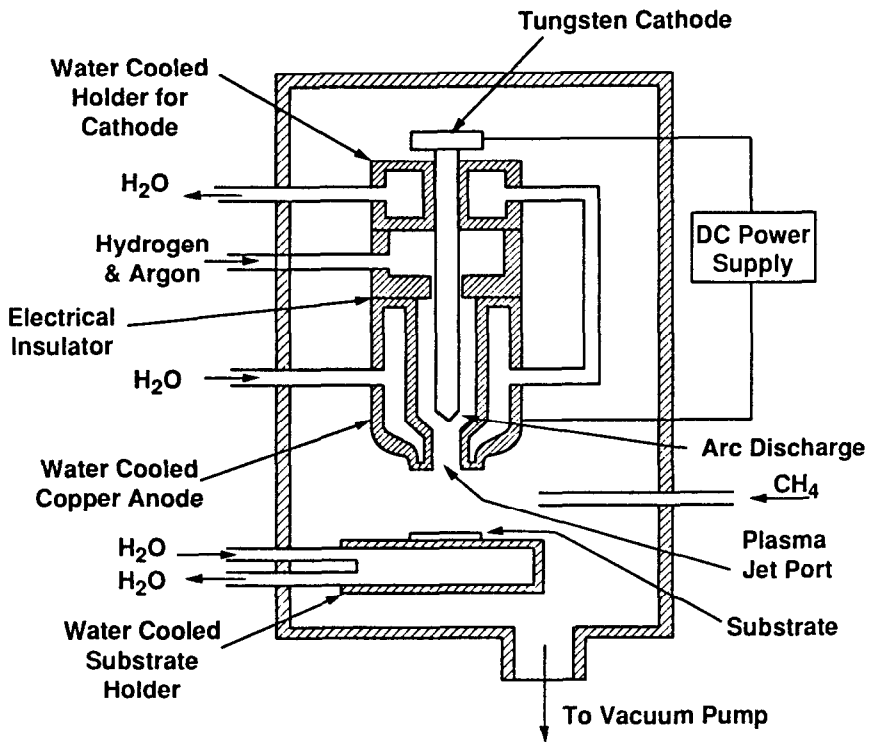 Tungsten Cathode
Water Cooled
Holder for
Cathode
H2O
Hydrogen
& Argon
DC Power
Supply
Electrical
Insulator
H2O
Arc Discharge
Water Cooled
Copper Anode
CH4
Plasma
Jet Port
H2O
H2O
Substrate
Water Cooled
Substrate
Holder
To Vacuum Pump